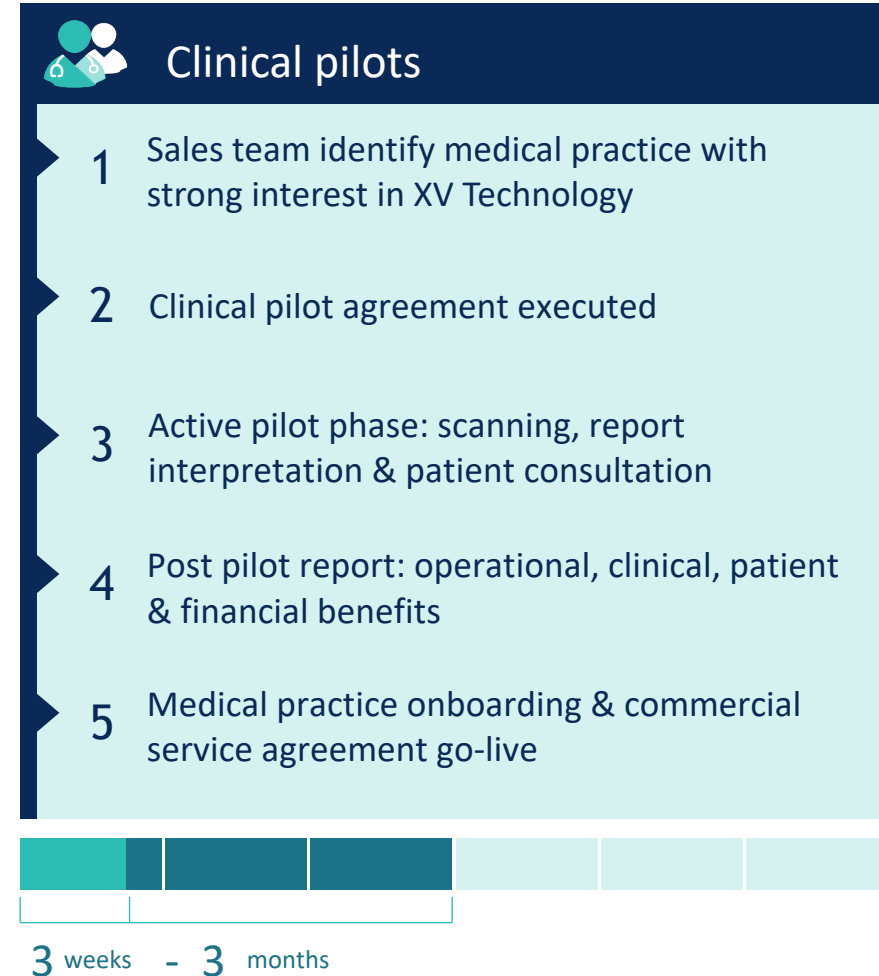 Clinical pilots
1 Sales team identify medical practice with
strong interest in XV Technology
2 Clinical pilot agreement executed
3 Active pilot phase: scanning, report
interpretation & patient consultation
4 Post pilot report: operational, clinical, patient
& financial benefits
5 Medical practice onboarding & commercial
service agreement go-live
3 weeks - 3 months